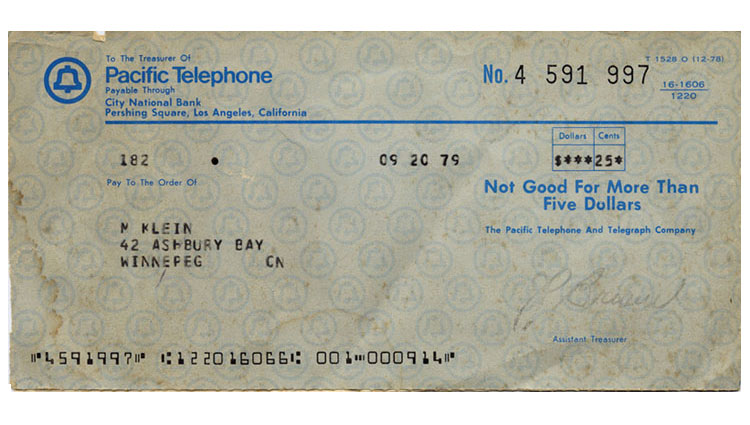 To The Treasurer Of
Pacific Telephone
Payable Through
City National Bank
Pershing Square, Los Angeles, California
T 1528 O (12-78)
No. 4 591 997
16-1606
1220
182 • 09 20 79
Dollars Cents
$***25*
Pay To The Order Of
Not Good For More Than
Five Dollars
The Pacific Telephone And Telegraph Company
M KLEIN
42 ASHBURY BAY
WINNEPEG CN
Assistant Treasurer
⑈4591997⑈ ⑆122016066⑆ 001⑉000914⑈